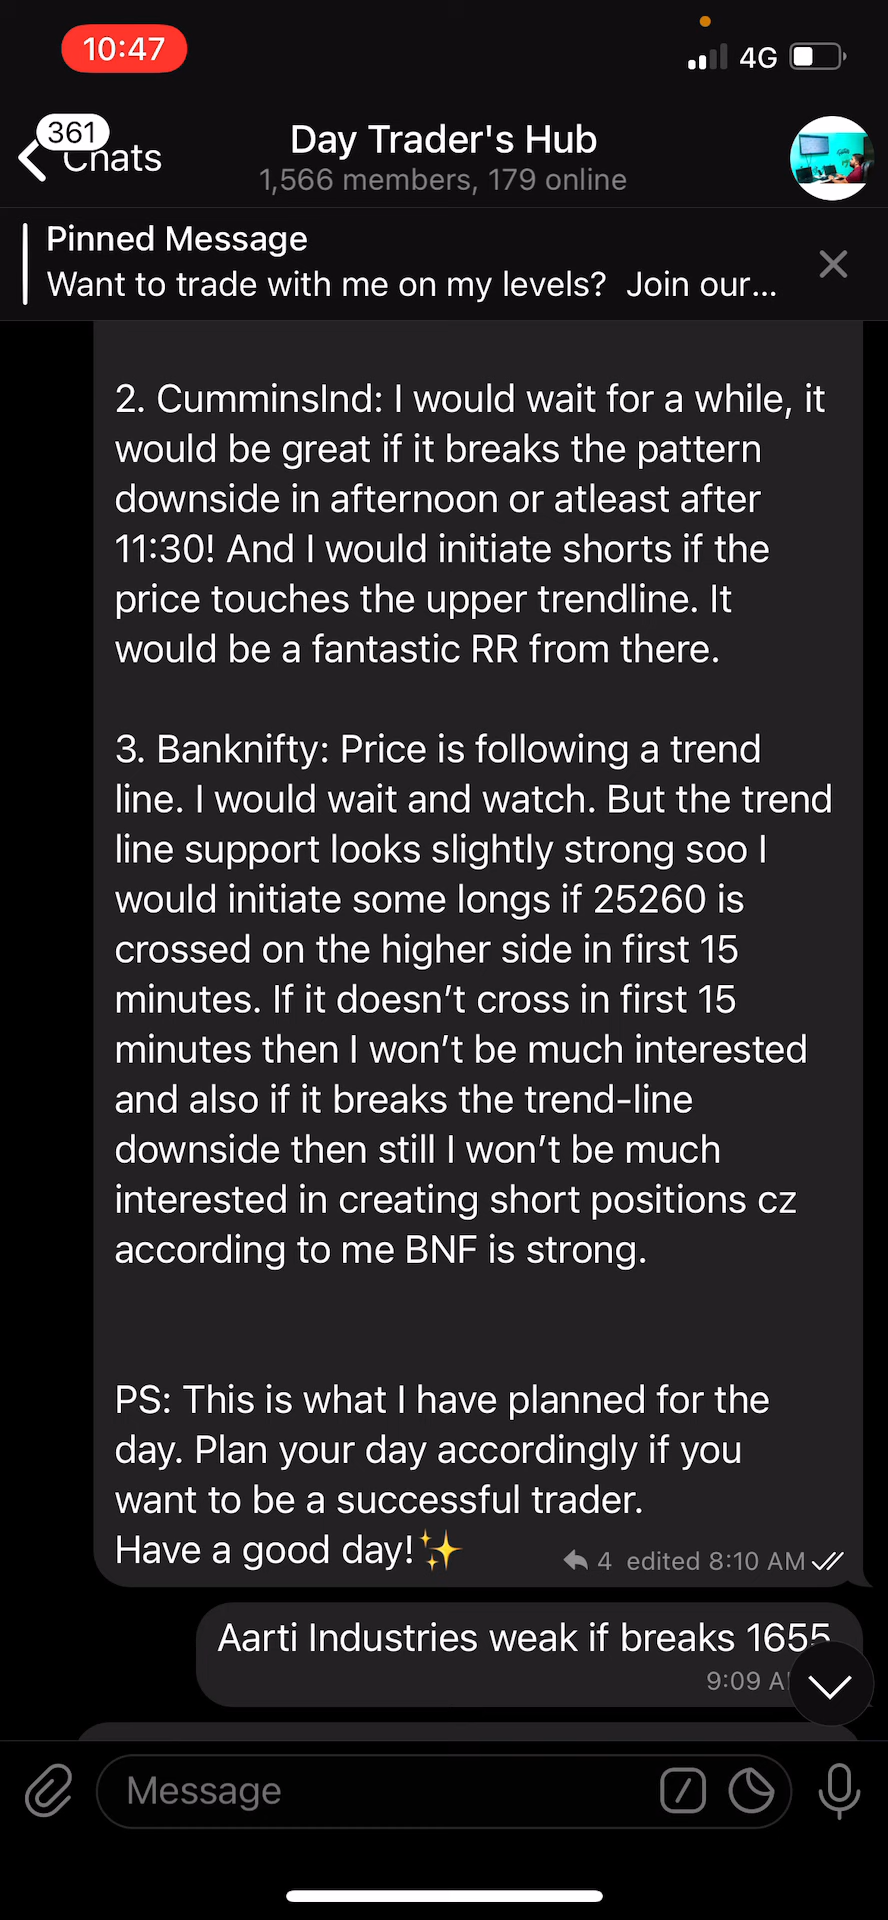 10:47
4G
361
Chats
Day Trader's Hub
1,566 members, 179 online
Pinned Message
Want to trade with me on my levels?  Join our...
2. CumminsInd: I would wait for a while, it
would be great if it breaks the pattern
downside in afternoon or atleast after
11:30! And I would initiate shorts if the
price touches the upper trendline. It
would be a fantastic RR from there.
3. Banknifty: Price is following a trend
line. I would wait and watch. But the trend
line support looks slightly strong soo I
would initiate some longs if 25260 is
crossed on the higher side in first 15
minutes. If it doesn’t cross in first 15
minutes then I won’t be much interested
and also if it breaks the trend-line
downside then still I won’t be much
interested in creating short positions cz
according to me BNF is strong.
PS: This is what I have planned for the
day. Plan your day accordingly if you
want to be a successful trader.
Have a good day!✨
4 edited 8:10 AM
Aarti Industries weak if breaks 1655
9:09 A
Message